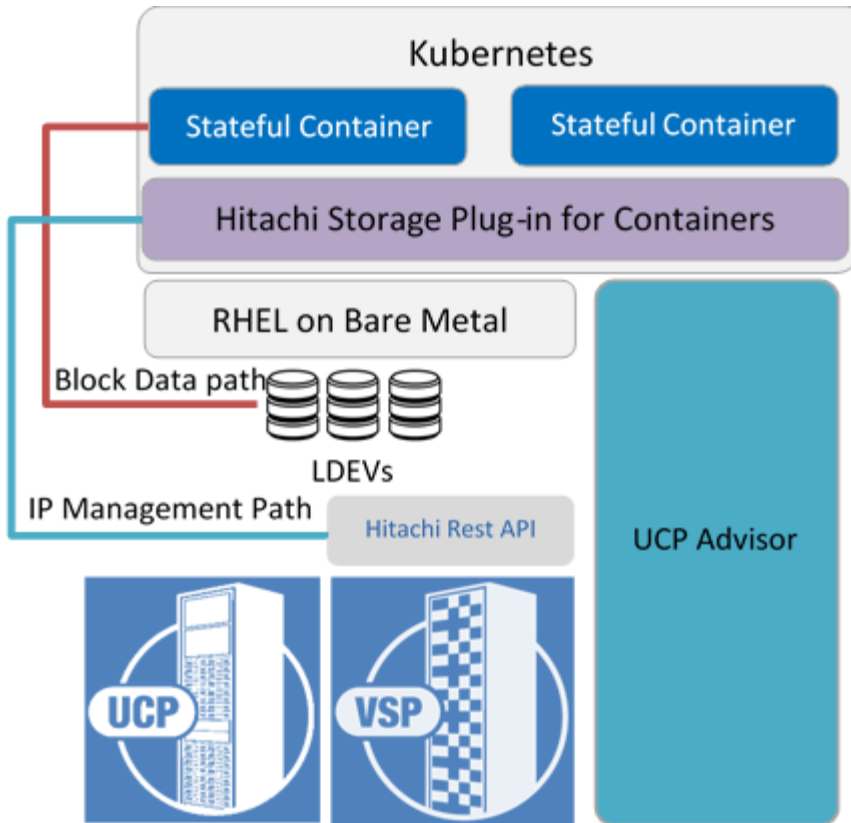 Kubernetes
Stateful Container
Stateful Container
Hitachi Storage Plug-in for Containers
RHEL on Bare Metal
Block Data path
LDEVs
IP Management Path
Hitachi Rest API
UCP Advisor
UCP
VSP